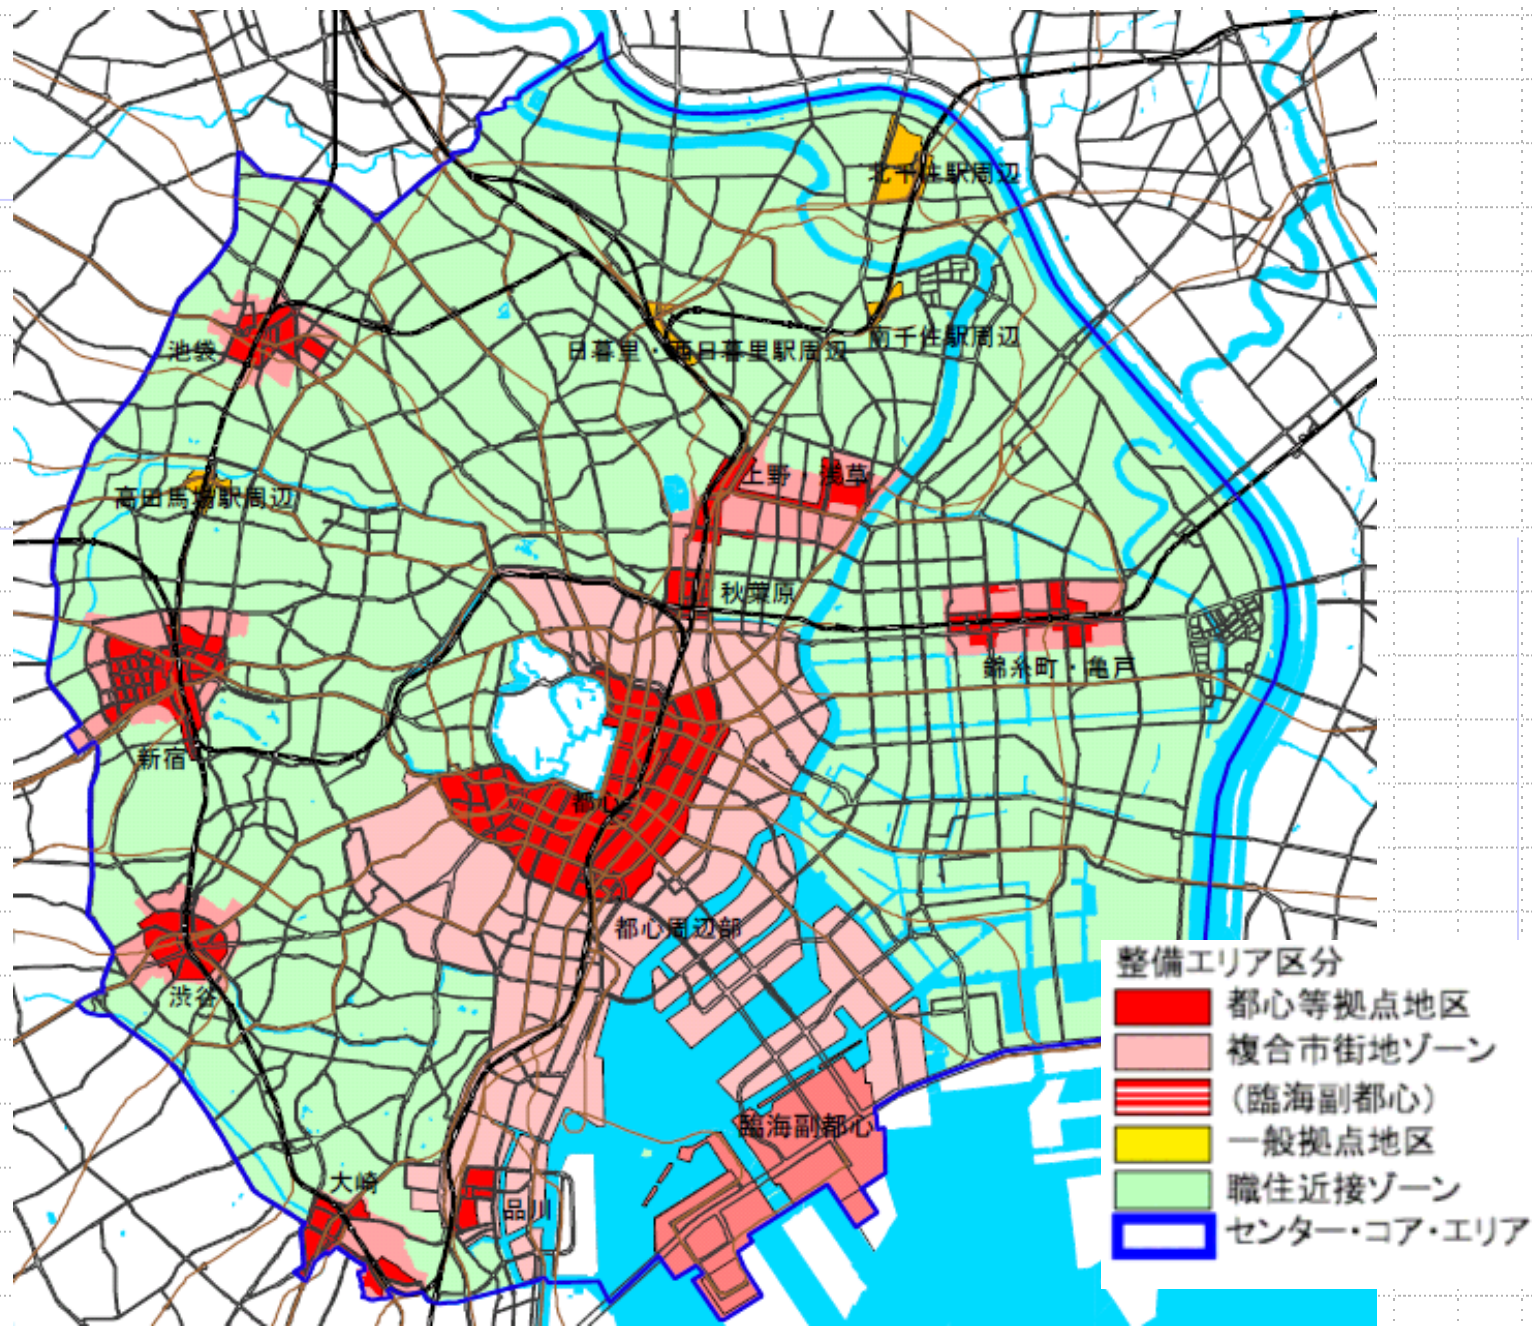 北千住駅周辺
南千住駅周辺
日暮里・西日暮里駅周辺
池袋
上野 浅草
高田馬場駅周辺
秋葉原
錦糸町・亀戸
新宿
都心
都心周辺部
渋谷
臨海副都心
大崎
品川
整備エリア区分
都心等拠点地区
複合市街地ゾーン
（臨海副都心）
一般拠点地区
職住近接ゾーン
センター・コア・エリア